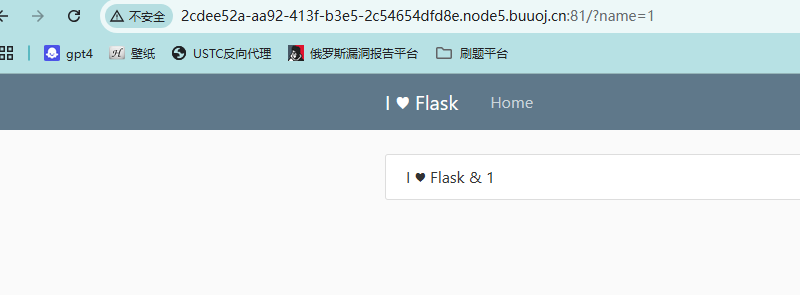 不安全 2cdee52a-aa92-413f-b3e5-2c54654dfd8e.node5.buuoj.cn:81/?name=1
gpt4 壁纸 USTC反向代理 俄罗斯漏洞报告平台 刷题平台
I ♥ Flask Home
I ♥ Flask & 1